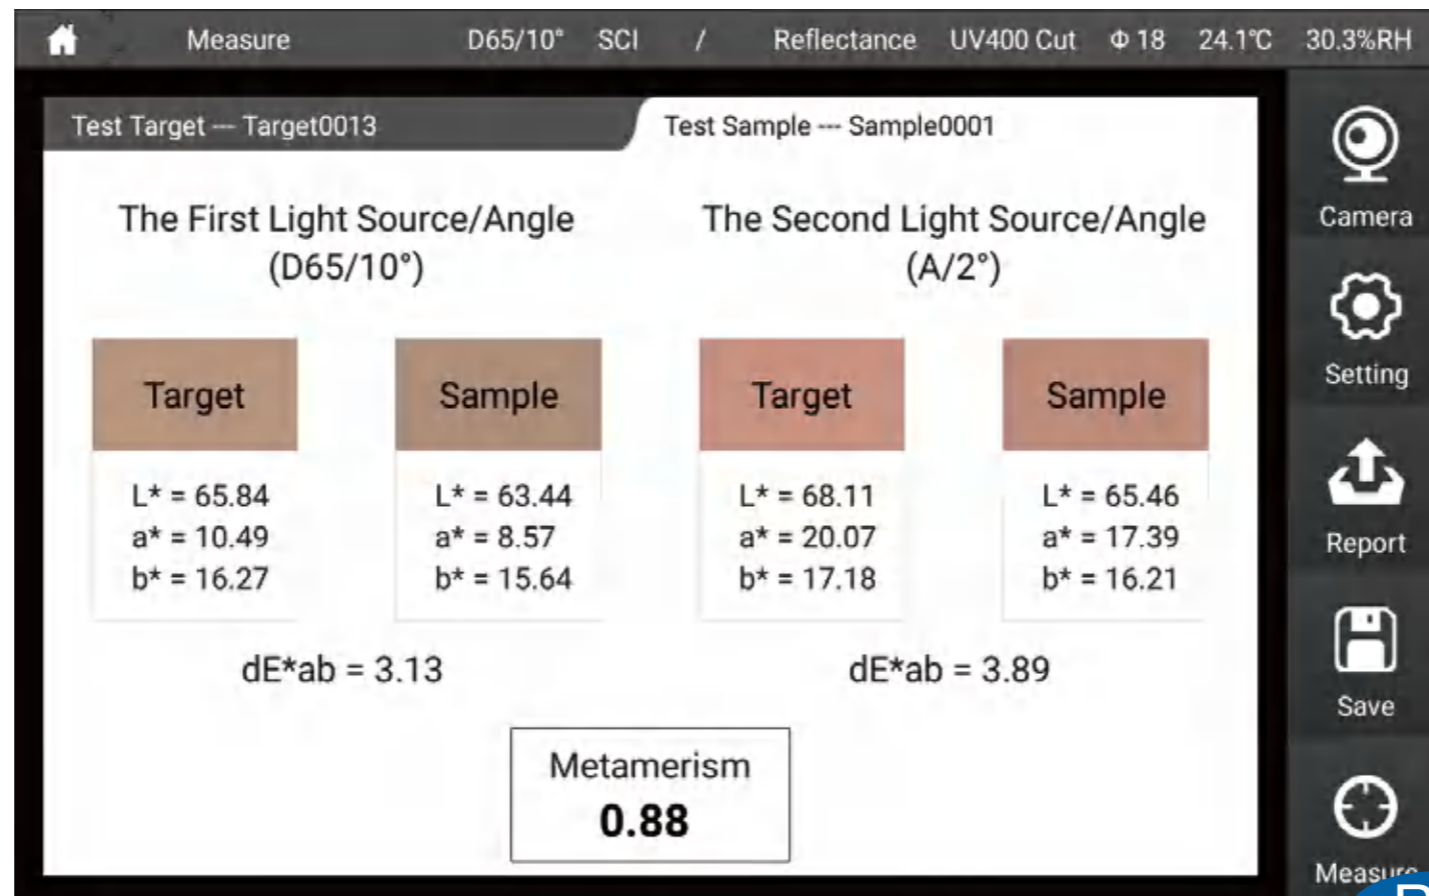 Measure D65/10° SCI / Reflectance UV400 Cut Φ 18 24.1℃ 30.3%RH
Test Target --- Target0013
Test Sample --- Sample0001
The First Light Source/Angle
(D65/10°)
The Second Light Source/Angle
(A/2°)
Target
L* = 65.84
a* = 10.49
b* = 16.27
Sample
L* = 63.44
a* = 8.57
b* = 15.64
dE*ab = 3.13
Target
L* = 68.11
a* = 20.07
b* = 17.18
Sample
L* = 65.46
a* = 17.39
b* = 16.21
dE*ab = 3.89
Metamerism
0.88
Camera
Setting
Report
Save
Measure